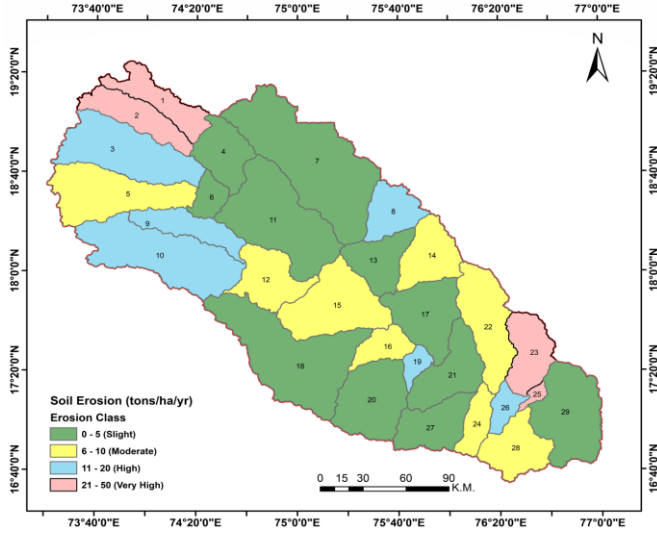 73°40'0"E 74°20'0"E 75°0'0"E 75°40'0"E 76°20'0"E 77°0'0"E
N
19°20'0"N 19°20'0"N
18°40'0"N 18°40'0"N
18°0'0"N 18°0'0"N
17°20'0"N 17°20'0"N
16°40'0"N 16°40'0"N
1
2
3
4
7
5
6
8
9
11
10
13
14
12
15
17
22
16
19
23
18
21
20
25
26
29
24
27
28
Soil Erosion (tons/ha/yr)
Erosion Class
0 - 5 (Slight)
6 - 10 (Moderate)
11 - 20 (High)
21 - 50 (Very High)
0 15 30 60 90
K.M.
73°40'0"E 74°20'0"E 75°0'0"E 75°40'0"E 76°20'0"E 77°0'0"E